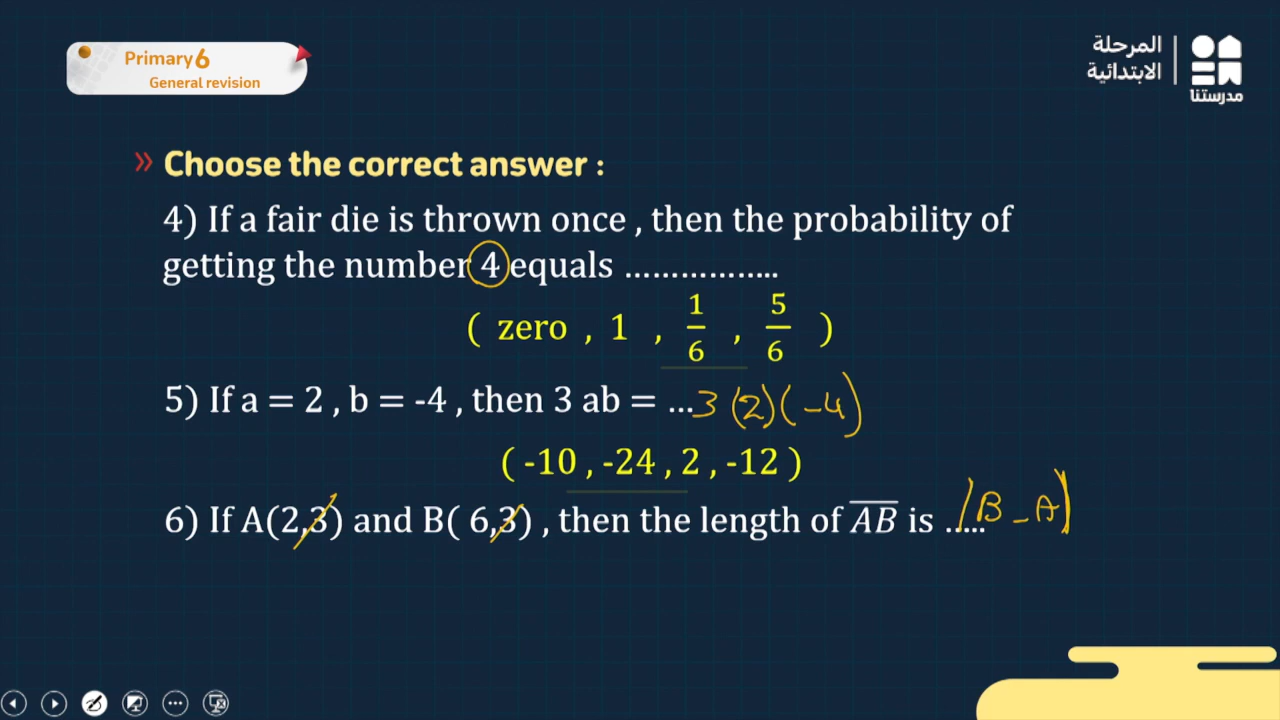 Primary 6
General revision
المرحلة
الابتدائية
مدرستنا
» Choose the correct answer :
4) If a fair die is thrown once , then the probability of
getting the number 4 equals ……………..
( zero , 1 , 1/6 , 5/6 )
5) If a = 2 , b = -4 , then 3 ab = ... 3 (2)(-4)
( -10 , -24 , 2 , -12 )
6) If A(2,3) and B( 6,3) , then the length of AB is ..... |B - A|